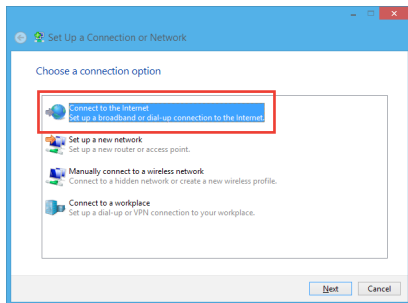 Set Up a Connection or Network
Choose a connection option
Connect to the Internet
Set up a broadband or dial-up connection to the Internet.
Set up a new network
Set up a new router or access point.
Manually connect to a wireless network
Connect to a hidden network or create a new wireless profile.
Connect to a workplace
Set up a dial-up or VPN connection to your workplace.
Next Cancel